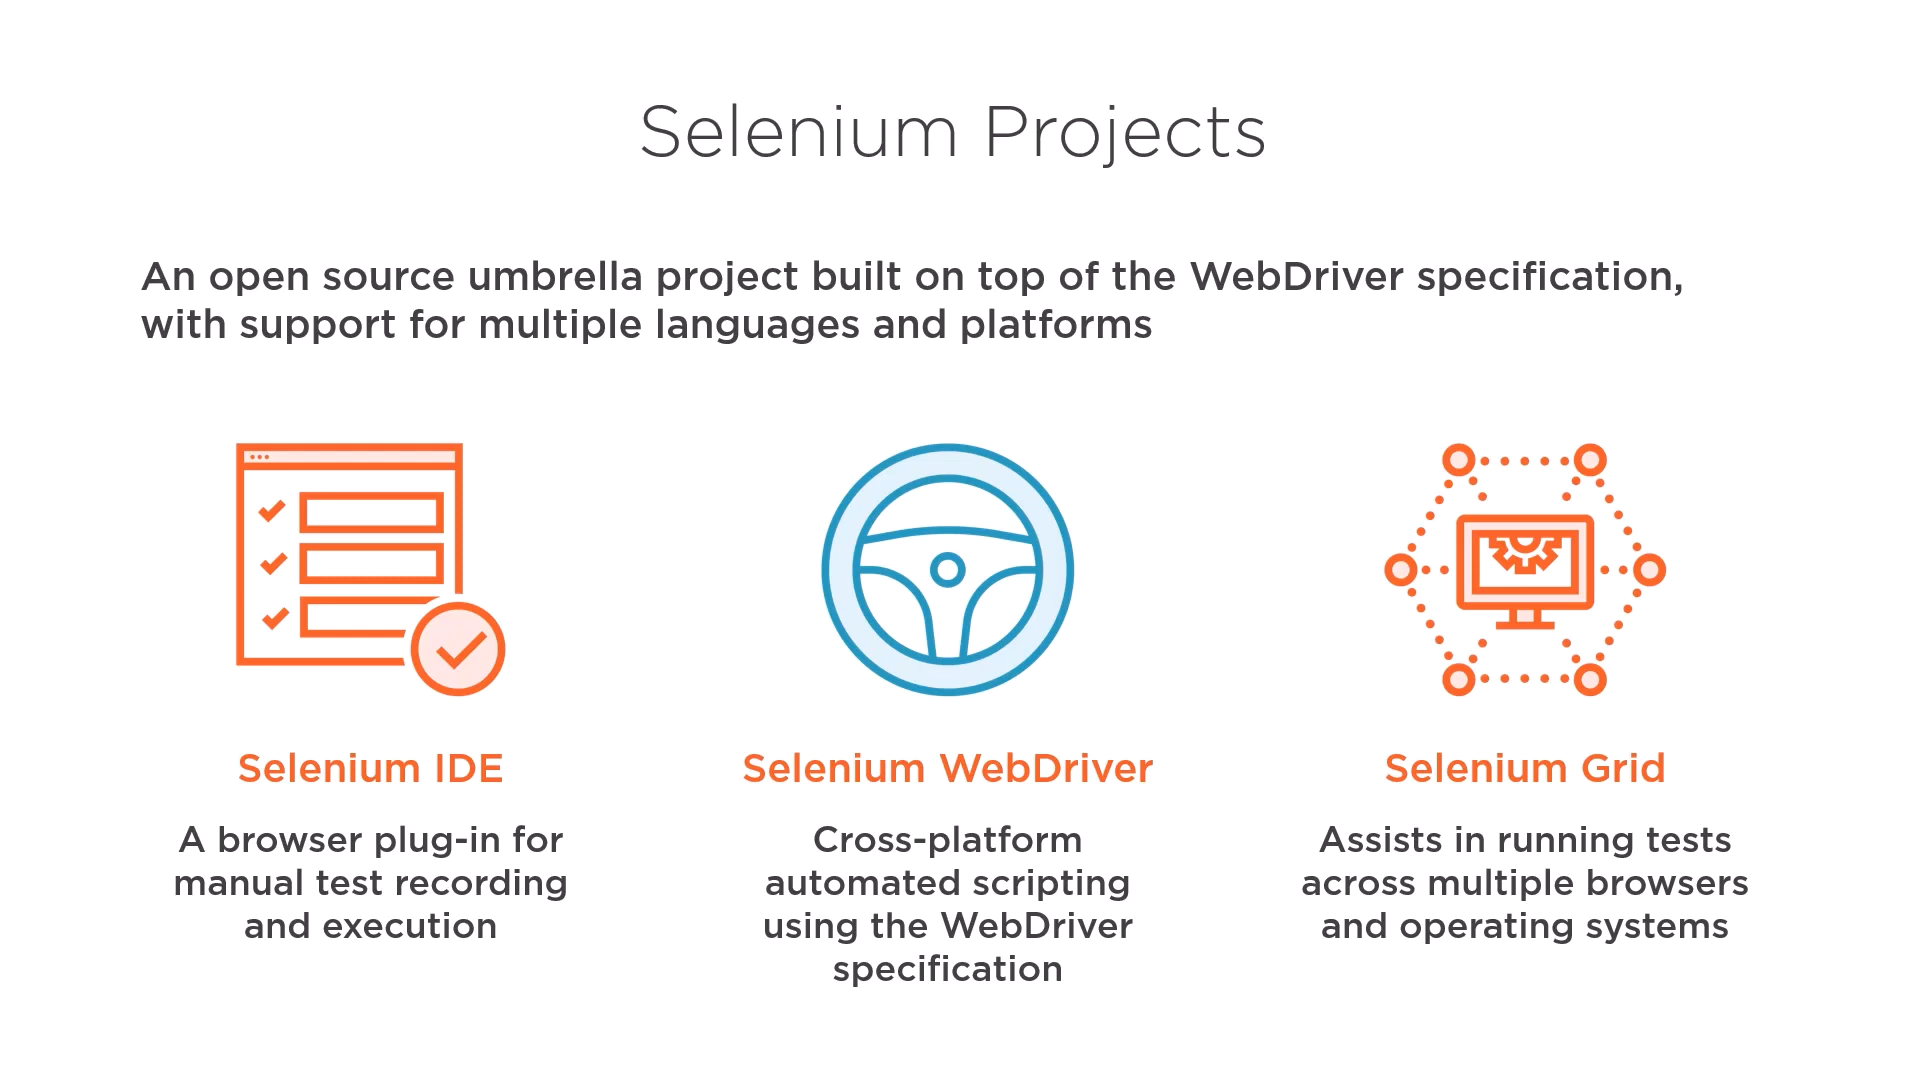 Selenium Projects
An open source umbrella project built on top of the WebDriver specification,
with support for multiple languages and platforms
Selenium IDE
A browser plug-in for
manual test recording
and execution
Selenium WebDriver
Cross-platform
automated scripting
using the WebDriver
specification
Selenium Grid
Assists in running tests
across multiple browsers
and operating systems